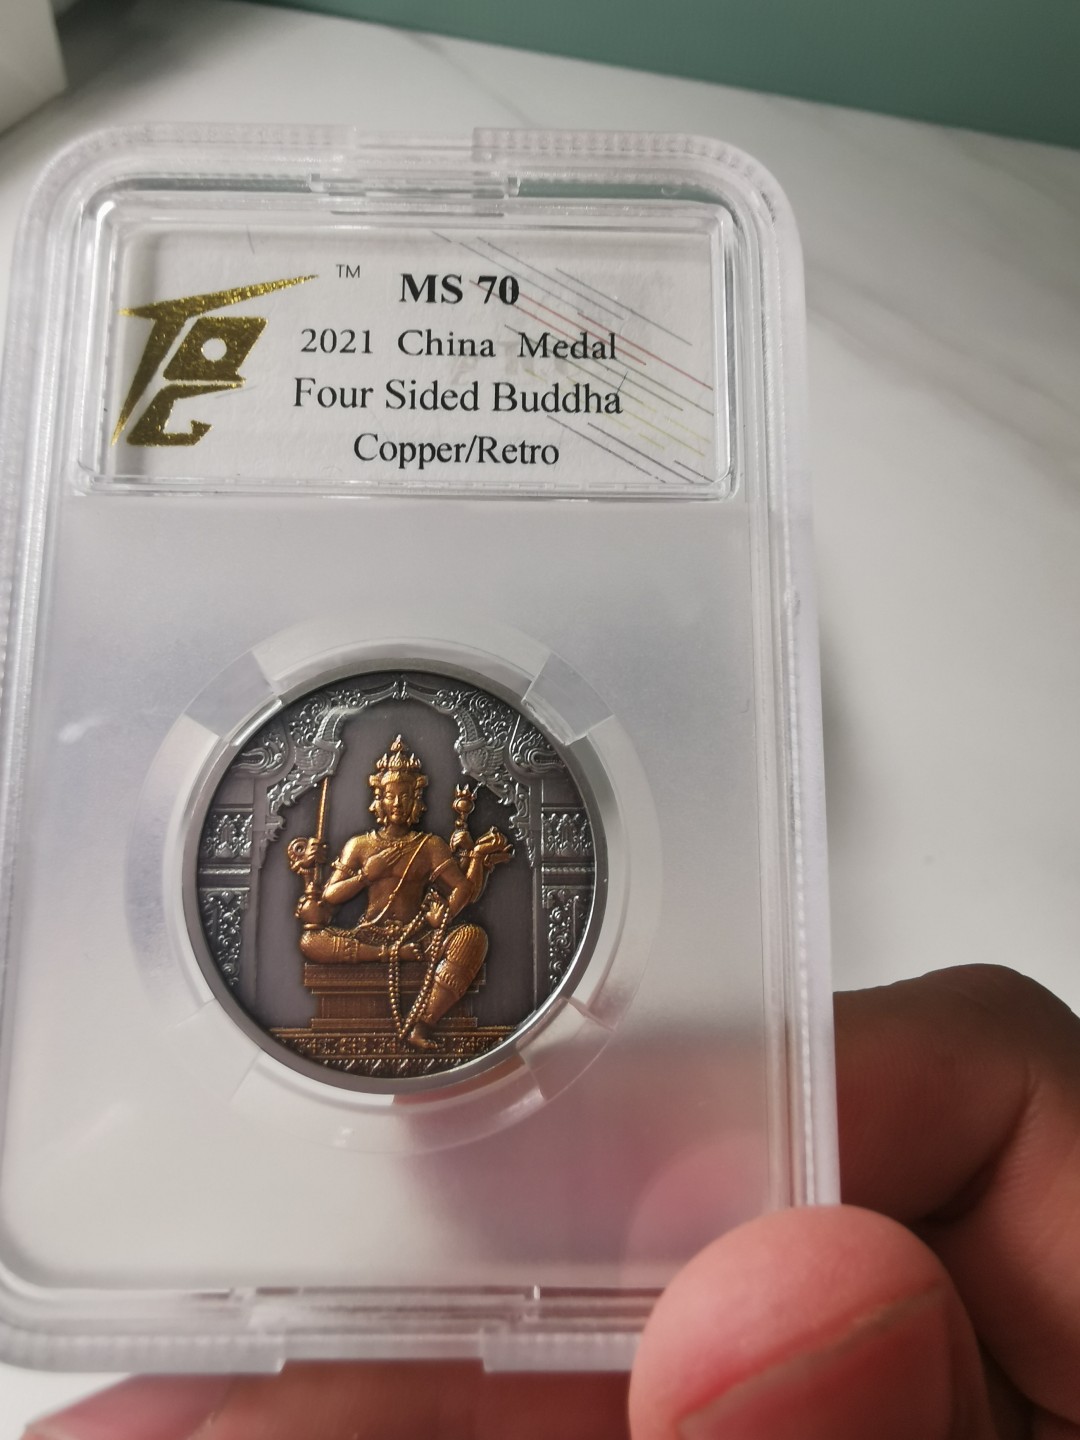 TM
MS 70
2021 China Medal
Four Sided Buddha
Copper/Retro